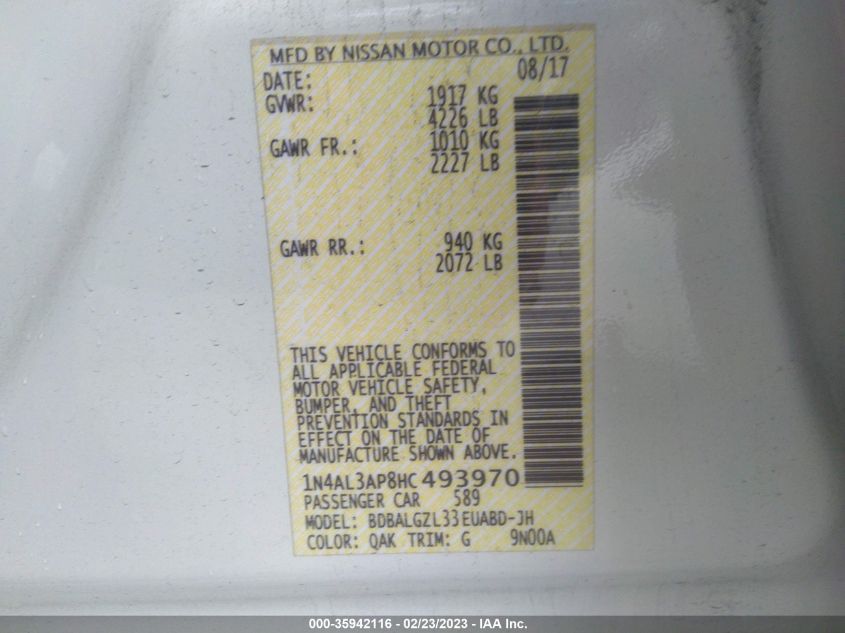 MFD BY NISSAN MOTOR CO., LTD.
DATE: 08/17
GVWR: 1917 KG
4226 LB
GAWR FR.: 1010 KG
2227 LB
GAWR RR.: 940 KG
2072 LB
THIS VEHICLE CONFORMS TO
ALL APPLICABLE FEDERAL
MOTOR VEHICLE SAFETY,
BUMPER, AND THEFT
PREVENTION STANDARDS IN
EFFECT ON THE DATE OF
MANUFACTURE SHOWN ABOVE.
1N4AL3AP8HC493970
PASSENGER CAR 589
MODEL: BDBALGZL33EUABD-JH
COLOR: QAK TRIM: G 9N00A
000-35942116 - 02/23/2023 - IAA Inc.